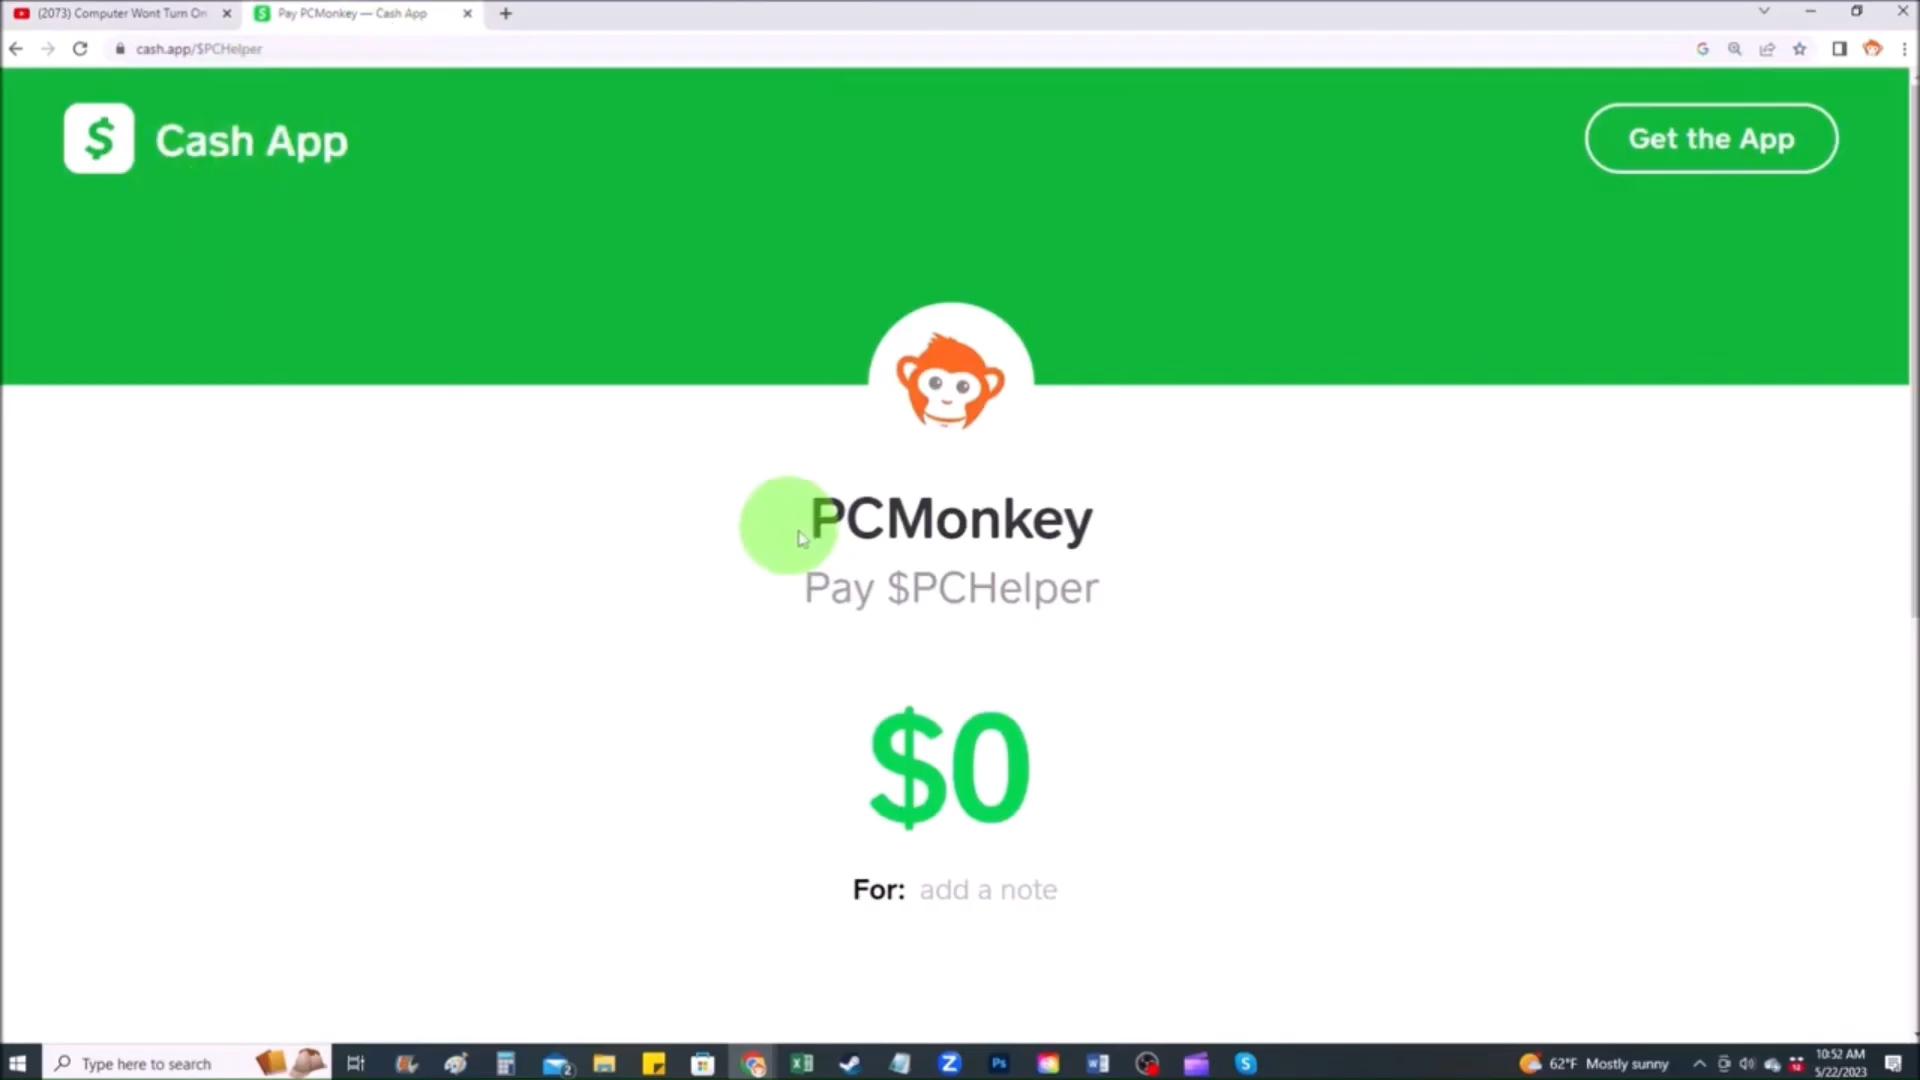 (2073) Computer Wont Turn On
Pay PCMonkey — Cash App
cash.app/$PCHelper
$ Cash App
Get the App
PCMonkey
Pay $PCHelper
$0
For: add a note
Type here to search
62°F Mostly sunny
10:52 AM
5/22/2023